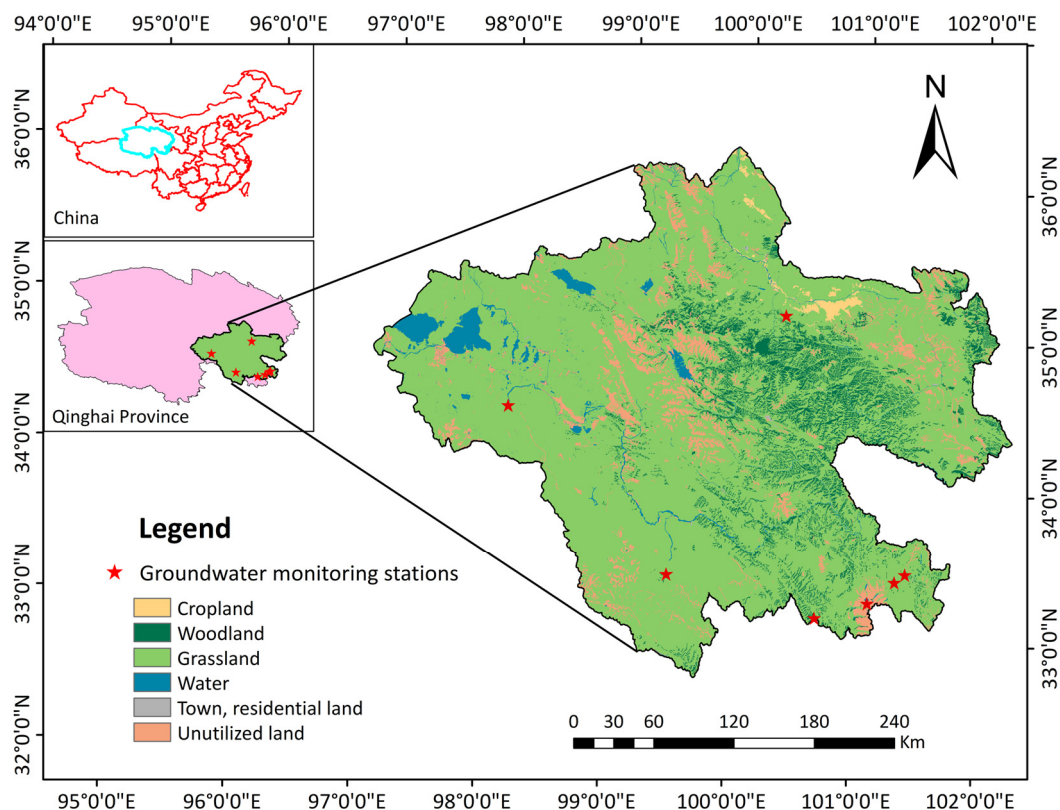 94°0'0"E 95°0'0"E 96°0'0"E 97°0'0"E 98°0'0"E 99°0'0"E 100°0'0"E 101°0'0"E 102°0'0"E
36°0'0"N
35°0'0"N
34°0'0"N
33°0'0"N
32°0'0"N
China
Qinghai Province
N
Legend
Groundwater monitoring stations
Cropland
Woodland
Grassland
Water
Town, residential land
Unutilized land
0 30 60 120 180 240
Km
36°0'0"N
35°0'0"N
34°0'0"N
33°0'0"N
95°0'0"E 96°0'0"E 97°0'0"E 98°0'0"E 99°0'0"E 100°0'0"E 101°0'0"E 102°0'0"E